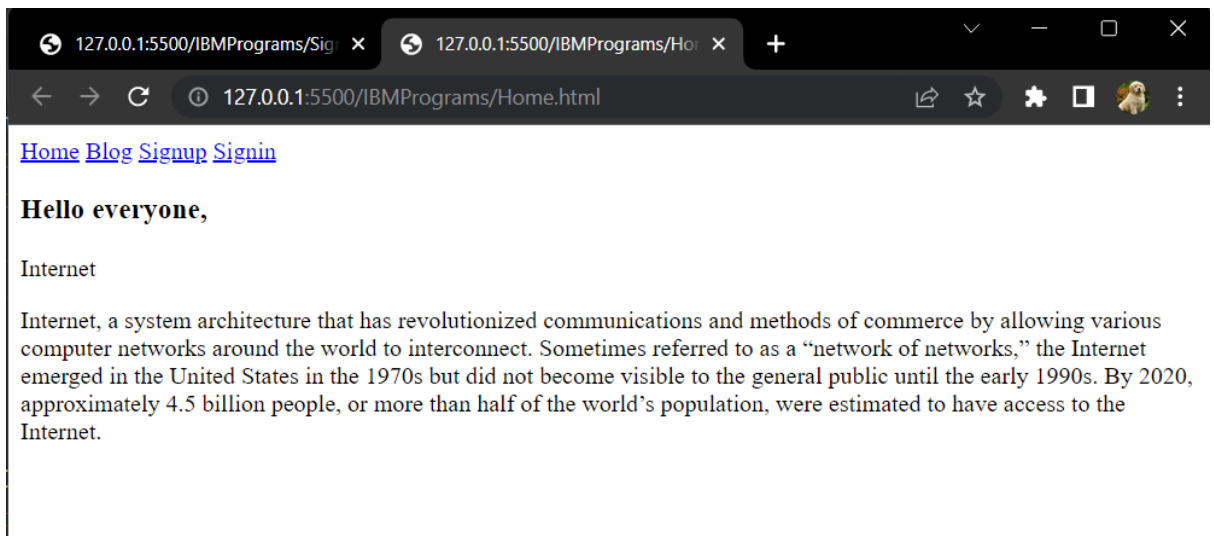 127.0.0.1:5500/IBMPrograms/Sig
127.0.0.1:5500/IBMPrograms/Ho
127.0.0.1:5500/IBMPrograms/Home.html
Home Blog Signup Signin
Hello everyone,
Internet
Internet, a system architecture that has revolutionized communications and methods of commerce by allowing various
computer networks around the world to interconnect. Sometimes referred to as a “network of networks,” the Internet
emerged in the United States in the 1970s but did not become visible to the general public until the early 1990s. By 2020,
approximately 4.5 billion people, or more than half of the world’s population, were estimated to have access to the
Internet.